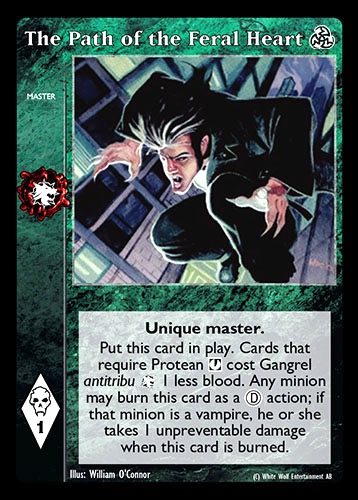 The Path of the Feral Heart
MASTER
Unique master.
Put this card in play. Cards that
require Protean cost Gangrel
antitribu 1 less blood. Any minion
may burn this card as a Ⓓ action; if
that minion is a vampire, he or she
takes 1 unpreventable damage
when this card is burned.
1
Illus: William O'Connor
(C) White Wolf Entertainment AB